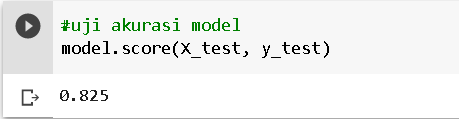 #uji akurasi model
model.score(X_test, y_test)
0.825